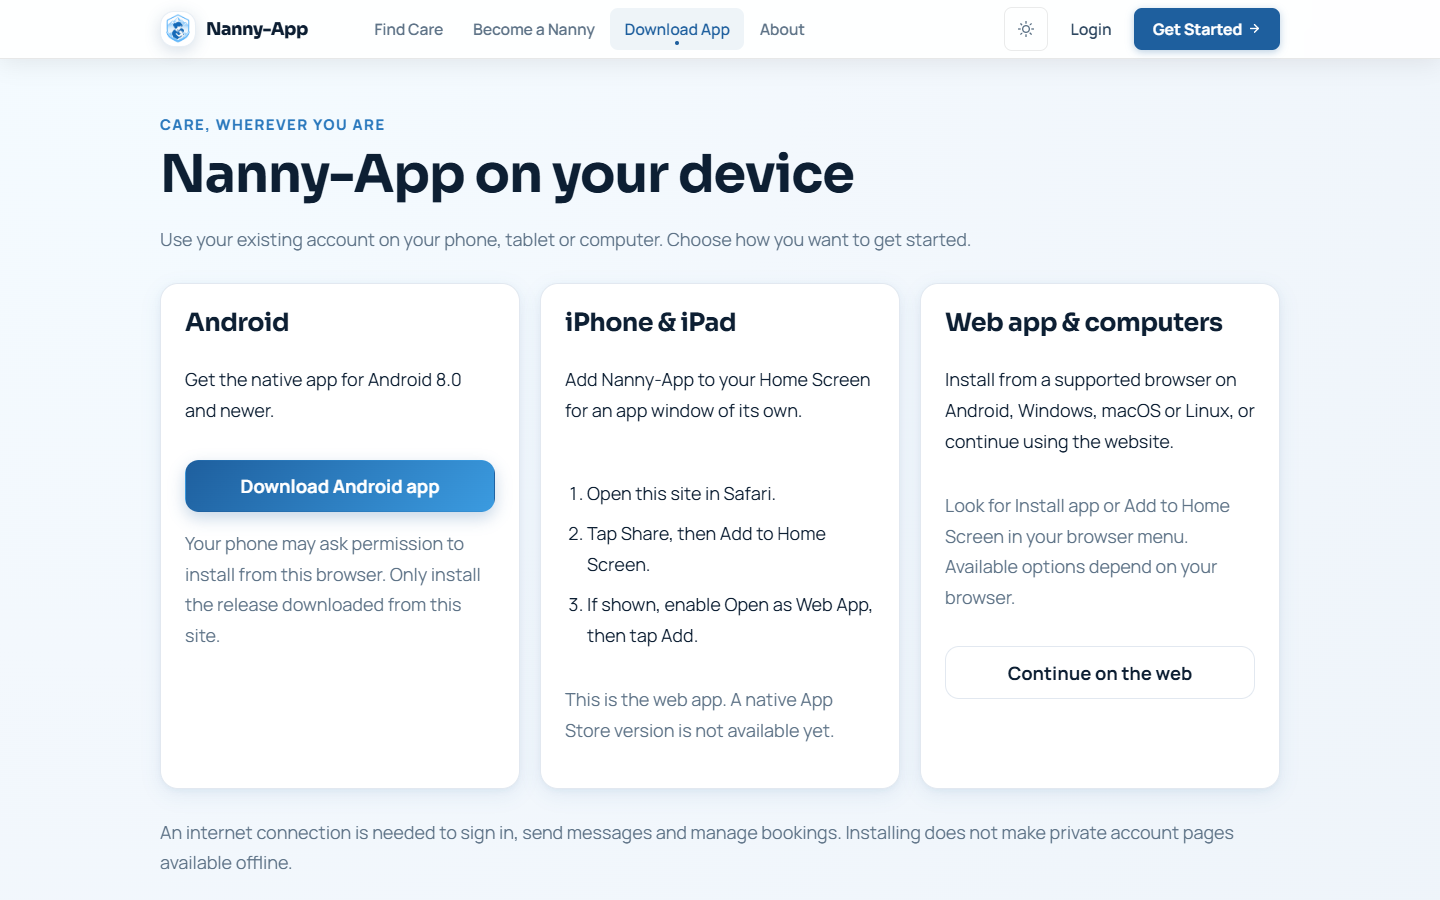 Nanny-App
Find Care
Become a Nanny
Download App
About
Login
Get Started →
CARE, WHEREVER YOU ARE
Nanny-App on your device
Use your existing account on your phone, tablet or computer. Choose how you want to get started.
Android
Get the native app for Android 8.0
and newer.
Download Android app
Your phone may ask permission to
install from this browser. Only install
the release downloaded from this
site.
iPhone & iPad
Add Nanny-App to your Home Screen
for an app window of its own.
1. Open this site in Safari.
2. Tap Share, then Add to Home
Screen.
3. If shown, enable Open as Web App,
then tap Add.
This is the web app. A native App
Store version is not available yet.
Web app & computers
Install from a supported browser on
Android, Windows, macOS or Linux, or
continue using the website.
Look for Install app or Add to Home
Screen in your browser menu.
Available options depend on your
browser.
Continue on the web
An internet connection is needed to sign in, send messages and manage bookings. Installing does not make private account pages
available offline.